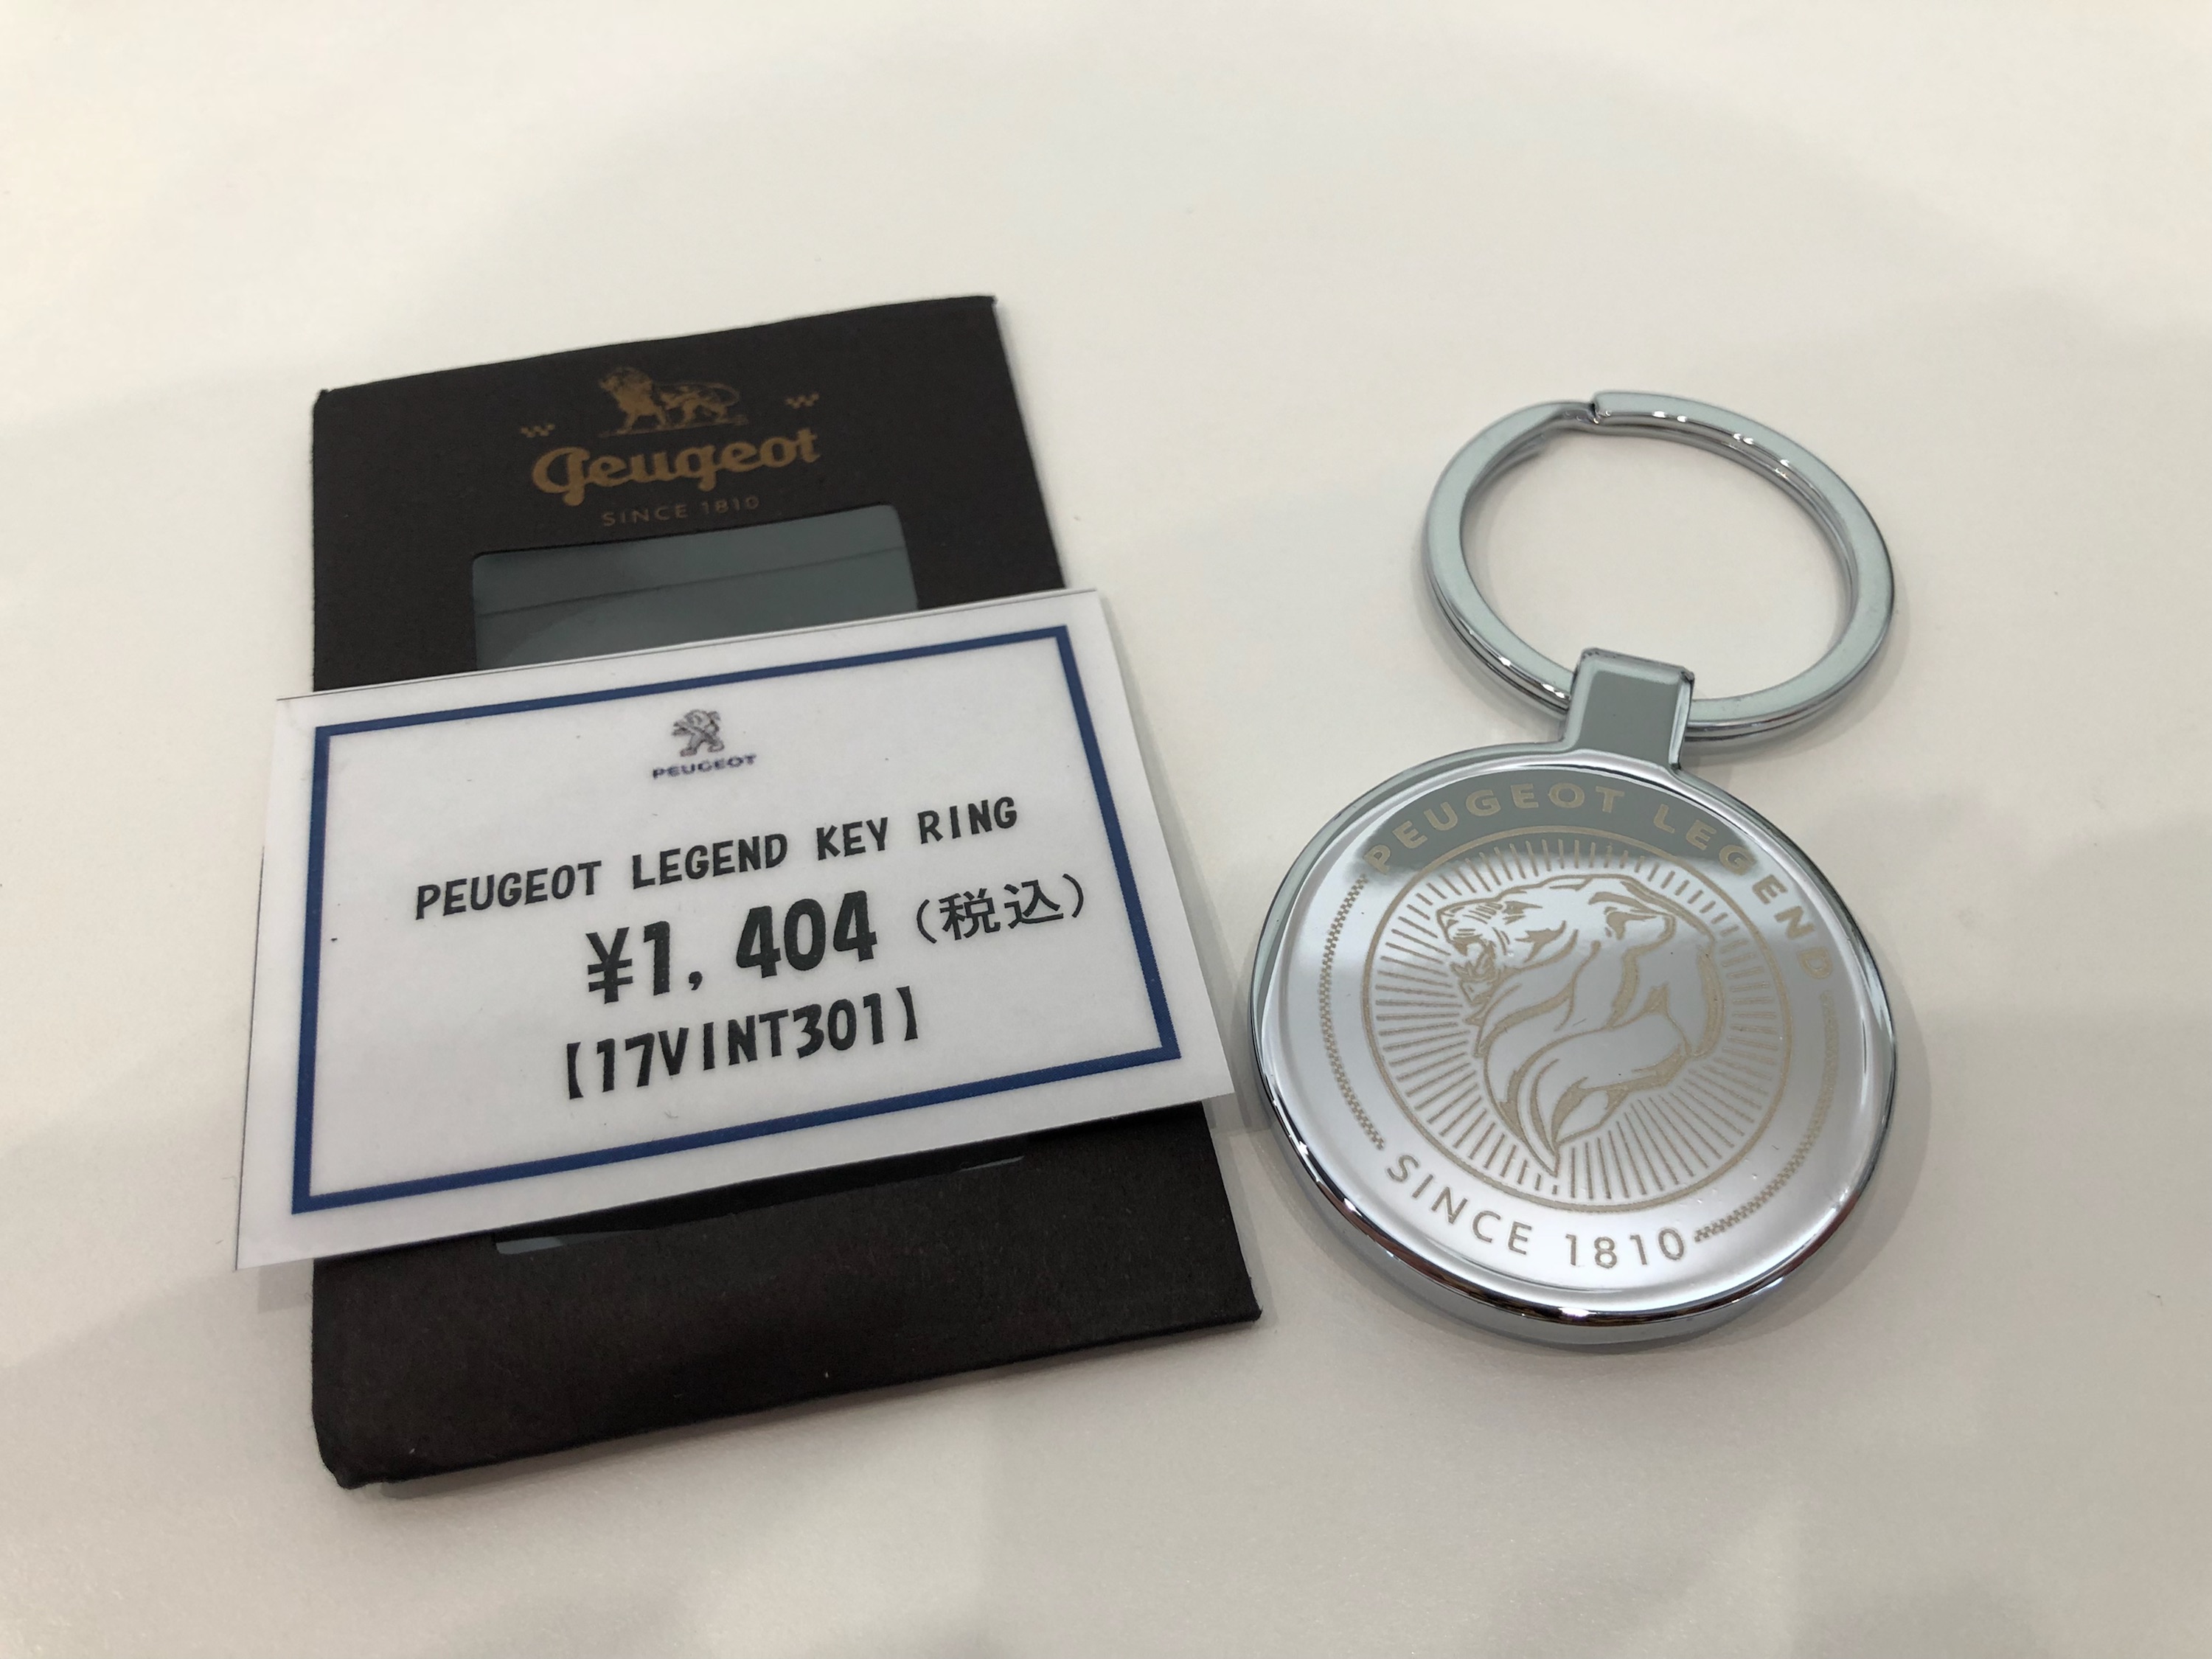 Peugeot
SINCE 1810
PEUGEOT
PEUGEOT LEGEND KEY RING
¥1,404 (税込)
【17VINT301】
PEUGEOT LEGEND
SINCE 1810